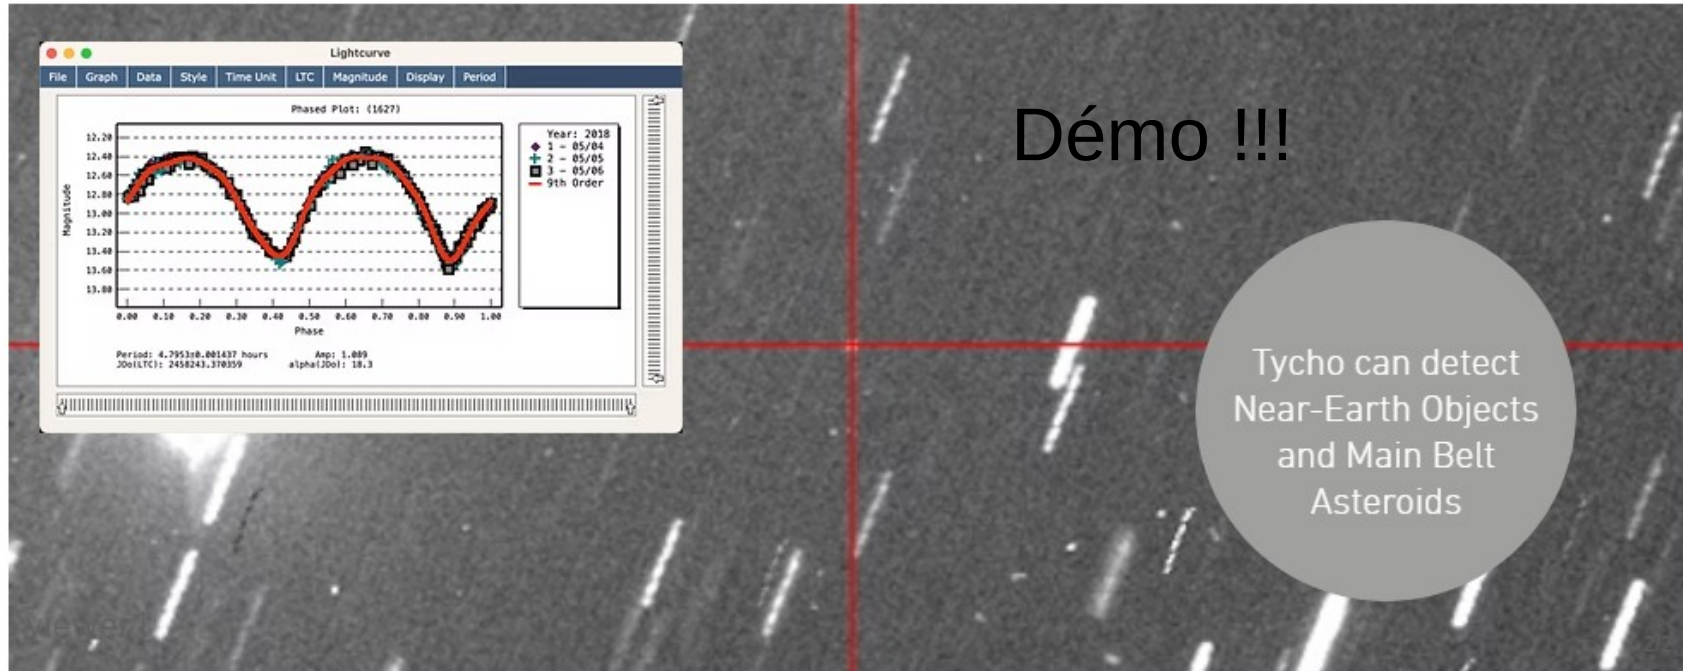 Lightcurve
File Graph Data Style Time Unit LTC Magnitude Display Period
Phased Plot: (1627)
Magnitude
12.20
12.40
12.60
12.80
13.00
13.20
13.40
13.60
13.80
0.00 0.10 0.20 0.30 0.40 0.50 0.60 0.70 0.80 0.90 1.00
Phase
Year: 2018
1 - 05/04
2 - 05/05
3 - 05/06
9th Order
Period: 4.7953±0.001437 hours Amp: 1.089
JDo(LTC): 2458243.370359 alpha(JDo): 18.3
Démo !!!
Tycho can detect
Near-Earth Objects
and Main Belt
Asteroids